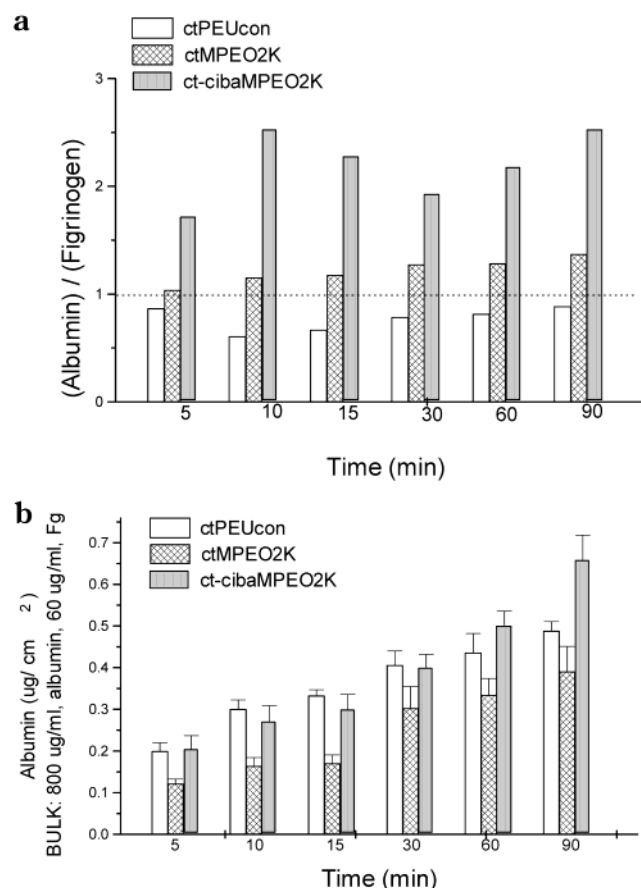 a
ctPEUcon
ctMPEO2K
ct-cibaMPEO2K
3
2
1
0
(Albumin) / (Figrinogen)
5 10 15 30 60 90
Time (min)
b
ctPEUcon
ctMPEO2K
ct-cibaMPEO2K
0.7
0.6
0.5
0.4
0.3
0.2
0.1
0.0
Albumin (ug/ cm 2 )
BULK: 800 ug/ml, albumin, 60 ug/ml, Fg
5 10 15 30 60 90
Time (min)